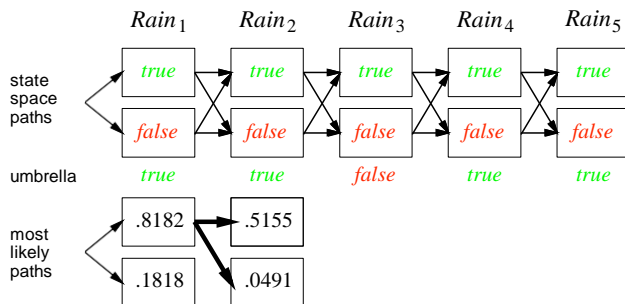 Rain1 Rain2 Rain3 Rain4 Rain5
state space paths
true true true true true
false false false false false
umbrella true true false true true
most likely paths
.8182 .5155
.1818 .0491